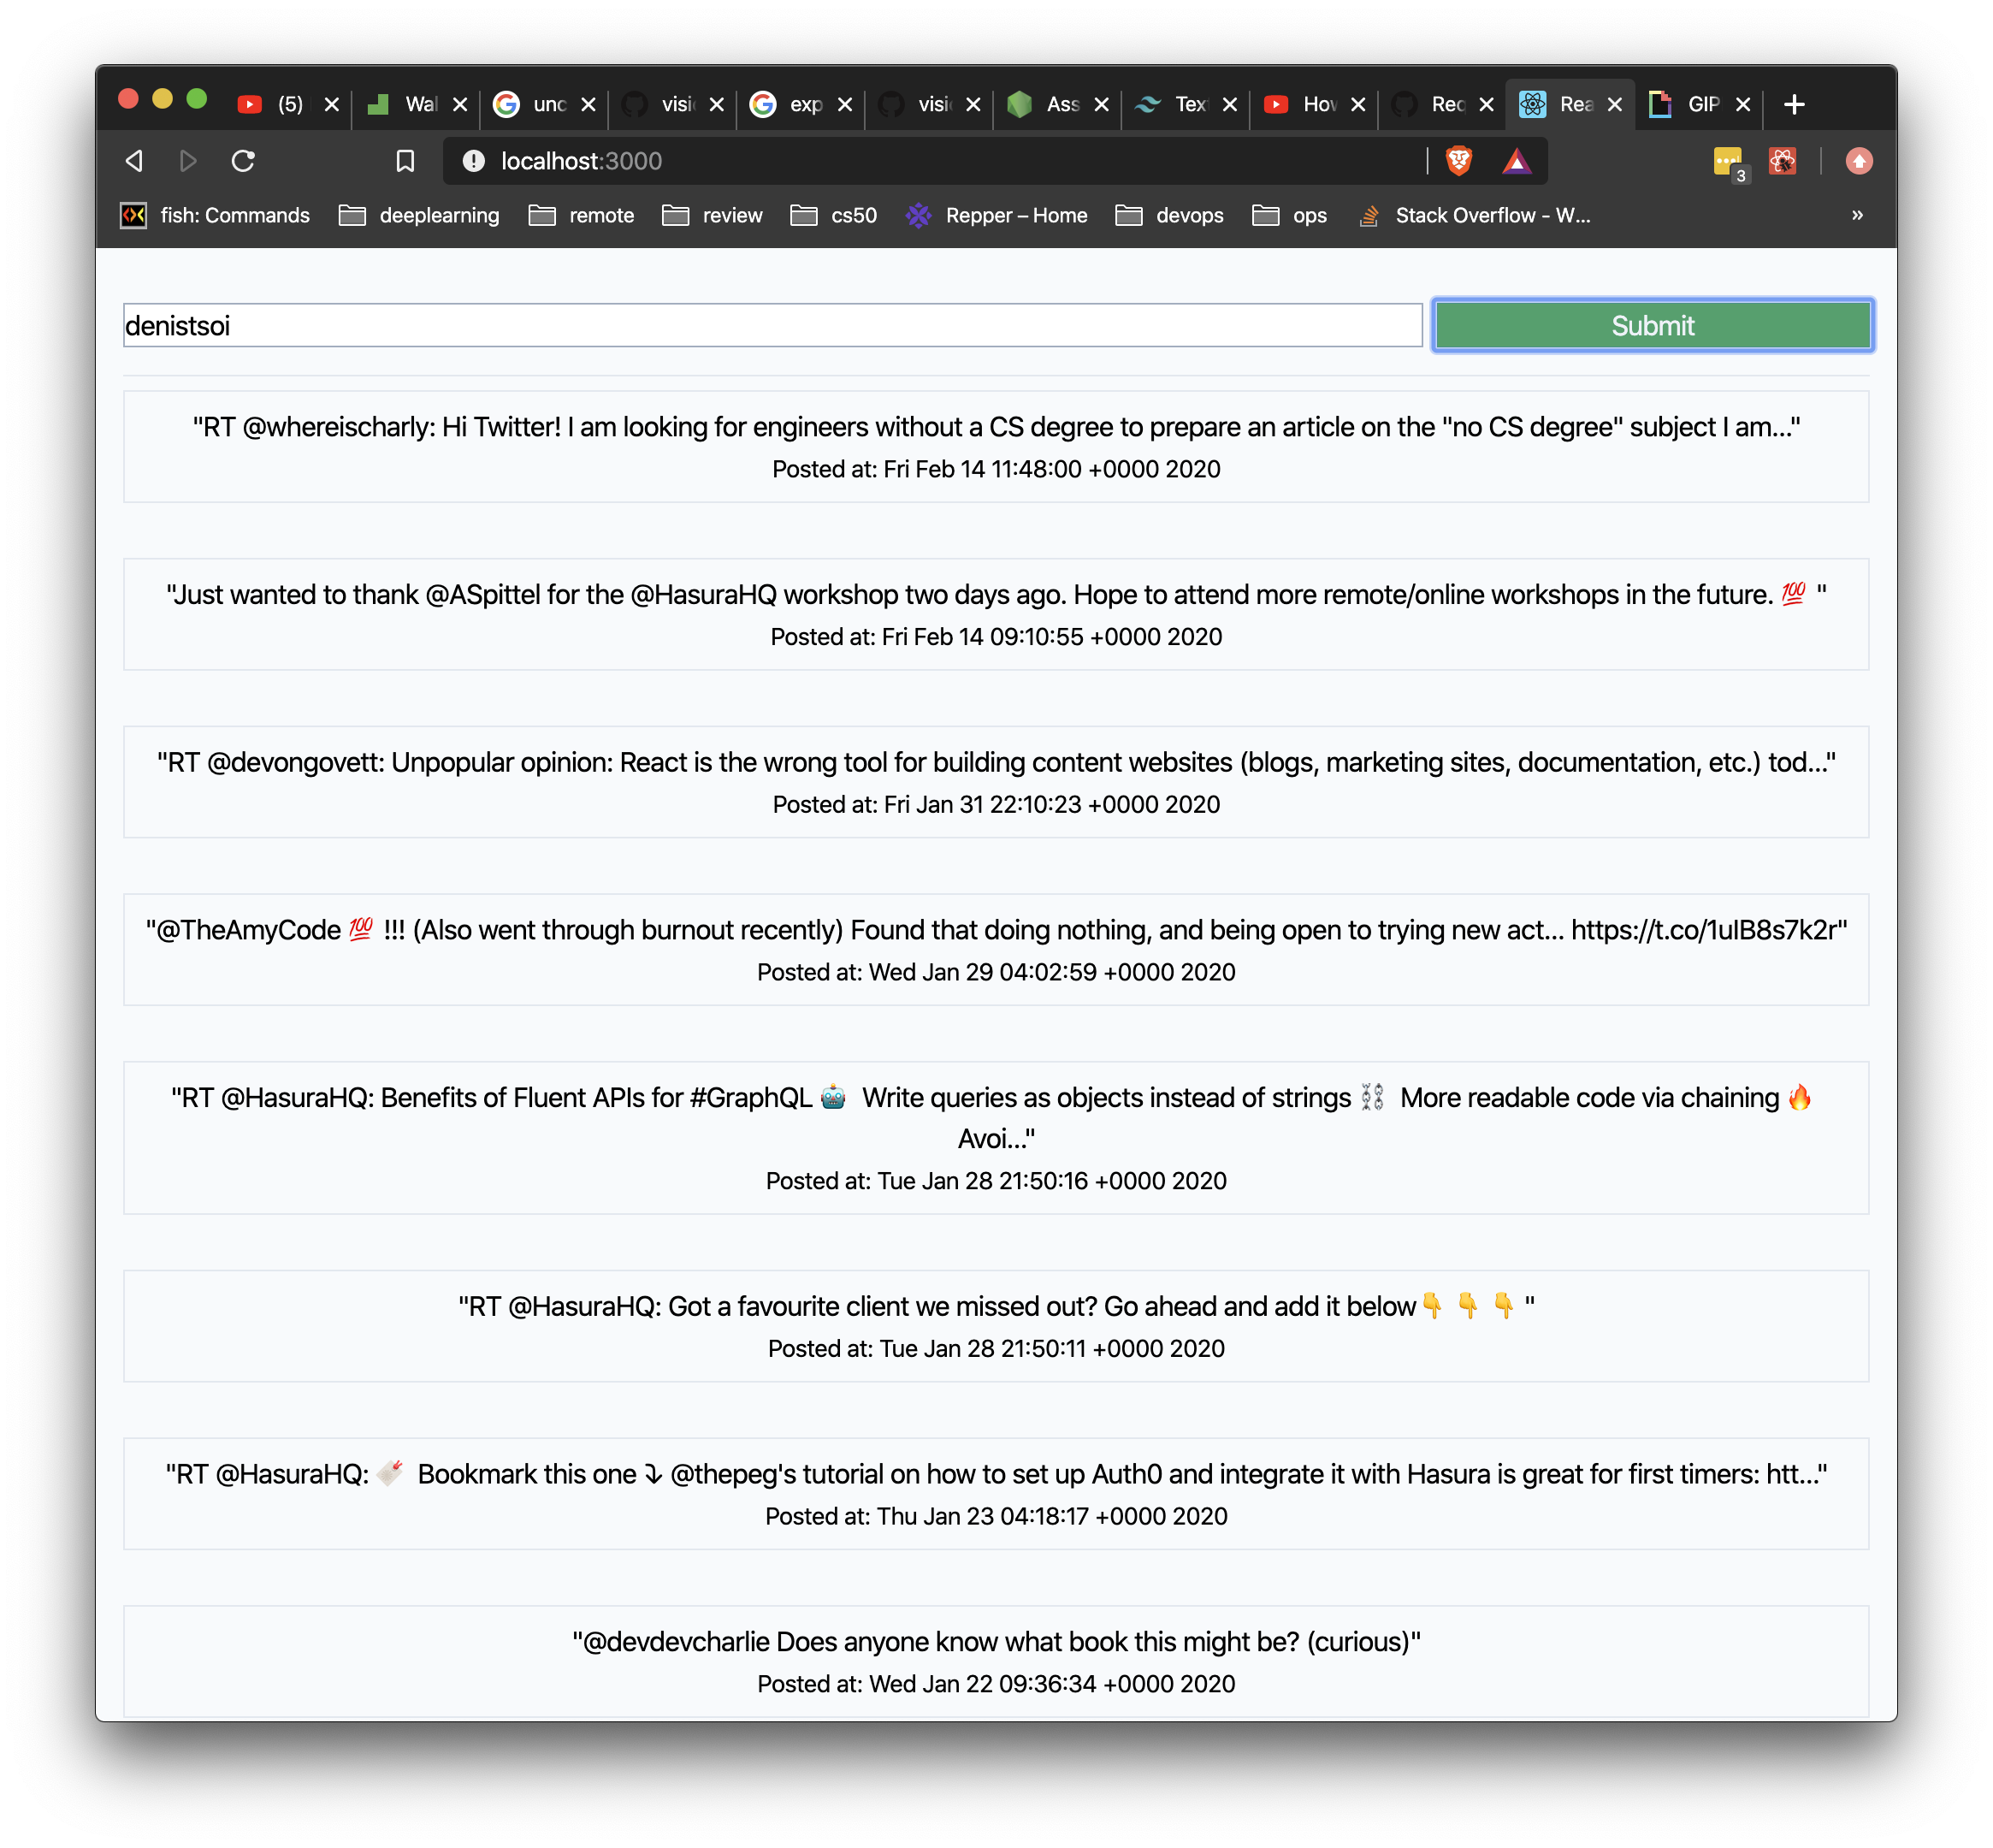 (5) Wal unc visi exp visi Ass Tex How Req Rea GIP
localhost:3000
3
fish: Commands deeplearning remote review cs50 Repper – Home devops ops Stack Overflow - W... »
denistsoi Submit
"RT @whereischarly: Hi Twitter! I am looking for engineers without a CS degree to prepare an article on the "no CS degree" subject I am…"
Posted at: Fri Feb 14 11:48:00 +0000 2020
"Just wanted to thank @ASpittel for the @HasuraHQ workshop two days ago. Hope to attend more remote/online workshops in the future. 💯 "
Posted at: Fri Feb 14 09:10:55 +0000 2020
"RT @devongovett: Unpopular opinion: React is the wrong tool for building content websites (blogs, marketing sites, documentation, etc.) tod…"
Posted at: Fri Jan 31 22:10:23 +0000 2020
"@TheAmyCode 💯 !!! (Also went through burnout recently) Found that doing nothing, and being open to trying new act… https://t.co/1ulB8s7k2r"
Posted at: Wed Jan 29 04:02:59 +0000 2020
"RT @HasuraHQ: Benefits of Fluent APIs for #GraphQL 🤖 Write queries as objects instead of strings ⛓ More readable code via chaining 🔥
Avoi…"
Posted at: Tue Jan 28 21:50:16 +0000 2020
"RT @HasuraHQ: Got a favourite client we missed out? Go ahead and add it below👇 👇 👇 "
Posted at: Tue Jan 28 21:50:11 +0000 2020
"RT @HasuraHQ: 🔖 Bookmark this one ⤵ @thepeg's tutorial on how to set up Auth0 and integrate it with Hasura is great for first timers: htt…"
Posted at: Thu Jan 23 04:18:17 +0000 2020
"@devdevcharlie Does anyone know what book this might be? (curious)"
Posted at: Wed Jan 22 09:36:34 +0000 2020